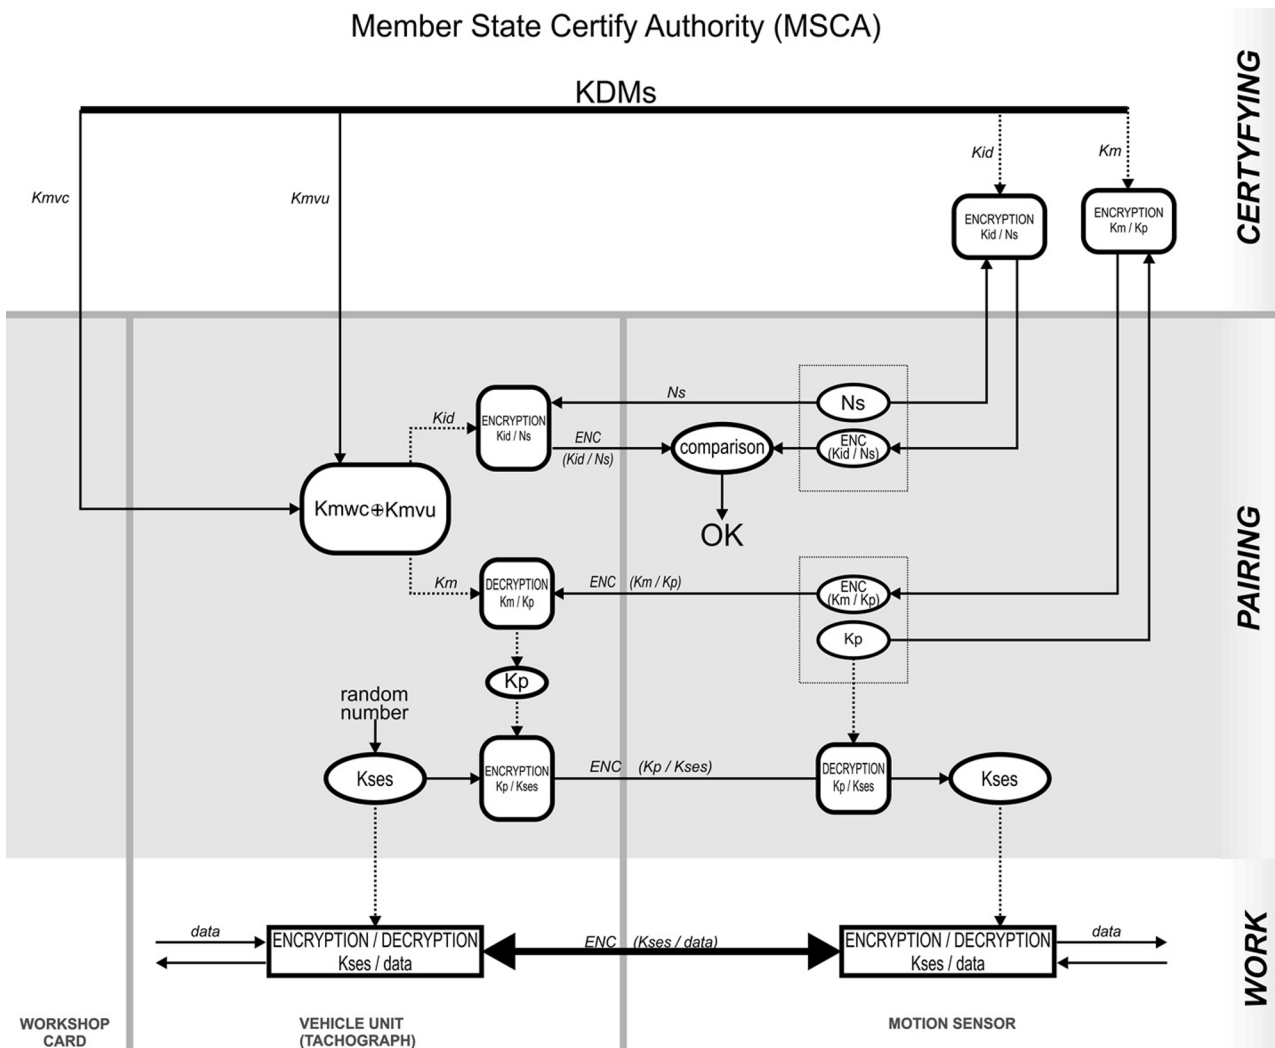 Member State Certify Authority (MSCA)
KDMs
CERTYFYING
Kmvc
Kmvu
Kid
Km
ENCRYPTION
Kid / Ns
ENCRYPTION
Km / Kp
PAIRING
Ns
Ns
Kid
ENCRYPTION
Kid / Ns
ENC
(Kid / Ns)
comparison
ENC
(Kid / Ns)
OK
Kmwc⊕Kmvu
Km
DECRYPTION
Km / Kp
ENC (Km / Kp)
ENC
(Km / Kp)
Kp
Kp
random
number
Kses
ENCRYPTION
Kp / Kses
ENC (Kp / Kses)
DECRYPTION
Kp / Kses
Kses
WORK
data
ENCRYPTION / DECRYPTION
Kses / data
ENC (Kses / data)
ENCRYPTION / DECRYPTION
Kses / data
data
WORKSHOP
CARD
VEHICLE UNIT
(TACHOGRAPH)
MOTION SENSOR